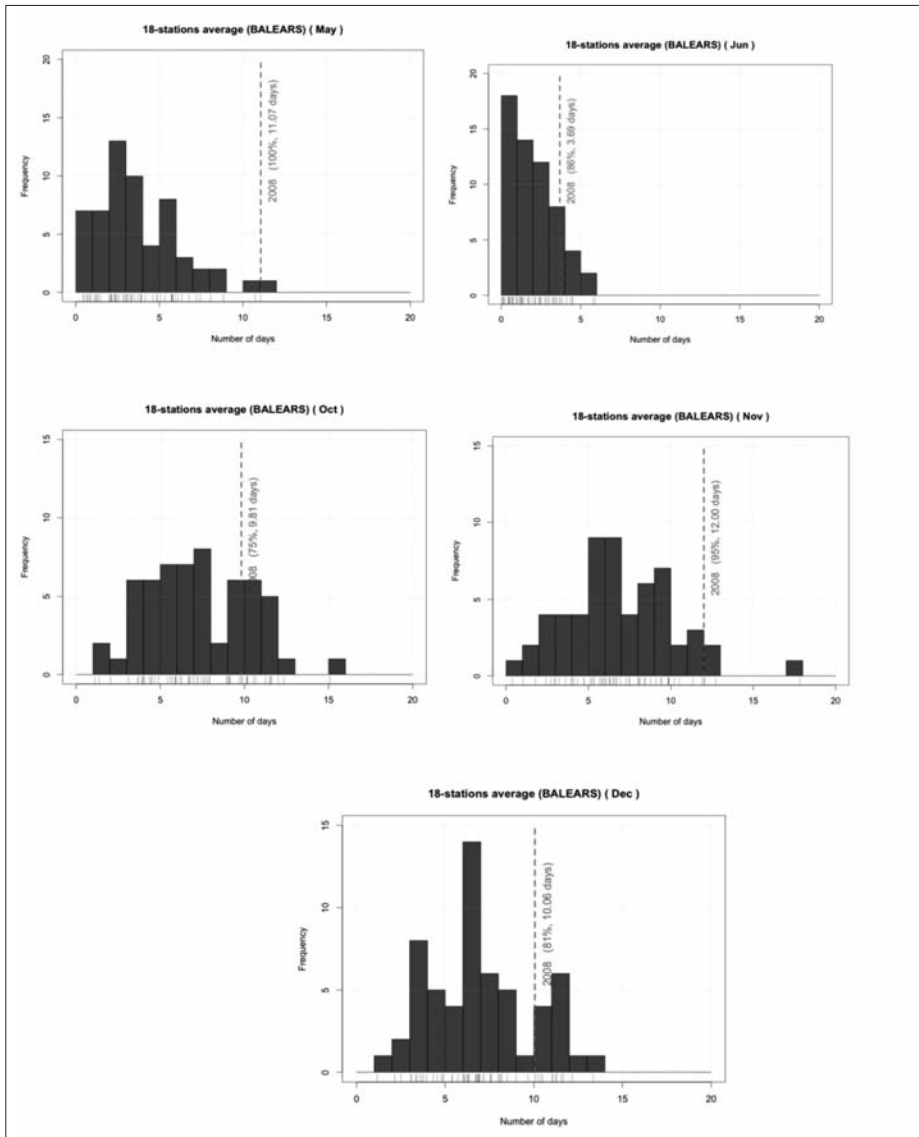 18-stations average (BALEARS) ( May )
Frequency
20
15
10
5
0
2008 (100%, 11.07 days)
0 5 10 15 20
Number of days
18-stations average (BALEARS) ( Jun )
Frequency
20
15
10
5
0
2008 (86%, 3.69 days)
0 5 10 15 20
Number of days
18-stations average (BALEARS) ( Oct )
Frequency
15
10
5
0
(75%, 9.81 days)
0 5 10 15 20
Number of days
18-stations average (BALEARS) ( Nov )
Frequency
15
10
5
0
2008 (95%, 12.00 days)
0 5 10 15 20
Number of days
18-stations average (BALEARS) ( Dec )
Frequency
15
10
5
0
2008 (81%, 10.06 days)
0 5 10 15 20
Number of days